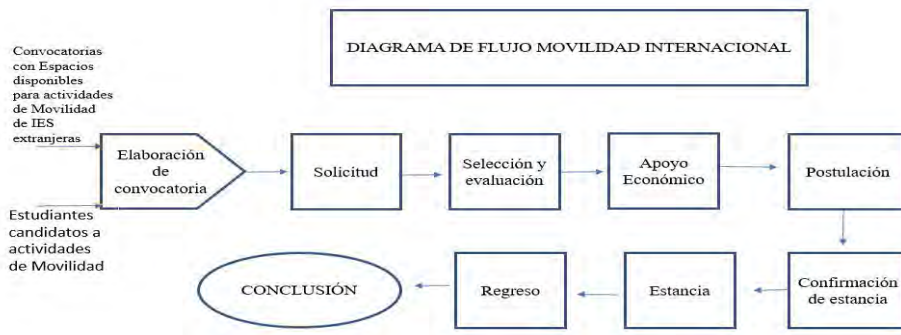 DIAGRAMA DE FLUJO MOVILIDAD INTERNACIONAL
Convocatorias
con Espacios
disponibles
para actividades
de Movilidad
de IES
extranjeras
Estudiantes
candidatos a
actividades
de Movilidad
Elaboración
de
convocatoria
Solicitud
Selección y
evaluación
Apoyo
Económico
Postulación
Confirmación
de estancia
Estancia
Regreso
CONCLUSIÓN